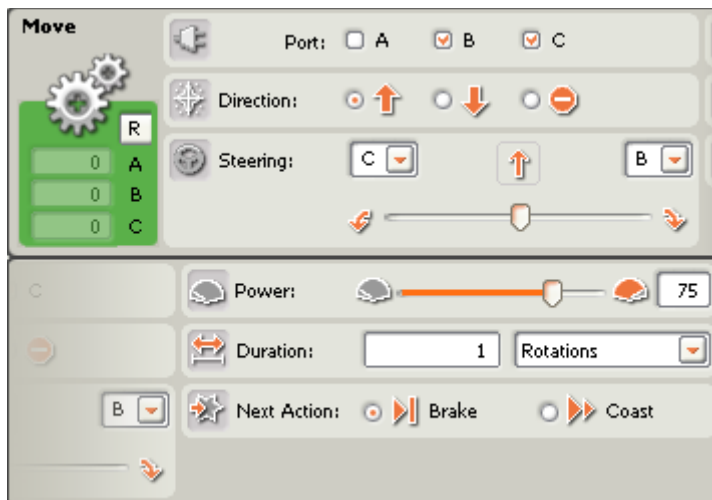 Move
Port: A B C
R
Direction:
0 A
Steering: C B
0 B
0 C
C
Power: 75
Duration: 1 Rotations
B
Next Action: Brake Coast